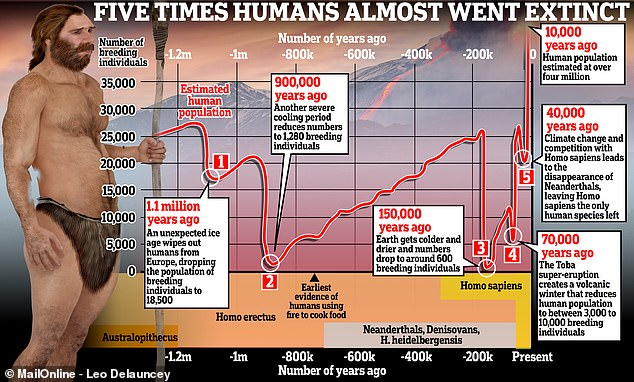 FIVE TIMES HUMANS ALMOST WENT EXTINCT
Number of
breeding
individuals
Number of years ago
-1.2m
-1m
-800k
-600k
-400k
-200k
0
35,000
30,000
25,000
20,000
15,000
10,000
5,000
0
Estimated
human
population
1
1.1 million
years ago
An unexpected ice
age wipes out
humans from
Europe, dropping the
population of
breeding
individuals to
18,500
900,000
years ago
Another severe
cooling period
reduces numbers
to 1,280 breeding
individuals
2
150,000
years ago
Earth gets colder and
drier and numbers
drop to around 600
breeding individuals
3
4
10,000
years ago
Human population
estimated at over
four million
40,000
years ago
Climate change and
competition with
Homo sapiens leads
to the
disappearance of
Neanderthals,
leaving Homo
sapiens the only
human species left
5
70,000
years ago
The Toba
super-eruption
creates a volcanic
winter that reduces
human population
to between 3,000 to
10,000 breeding
individuals
Earliest
evidence of
humans using
fire to cook food
Homo sapiens
Homo erectus
Neanderthals, Denisovans,
H. heidelbergensis
Australopithecus
-1.2m
-1m
-800k
-600k
-400k
-200k
Present
Number of years ago
© MailOnline - Leo Delauncey